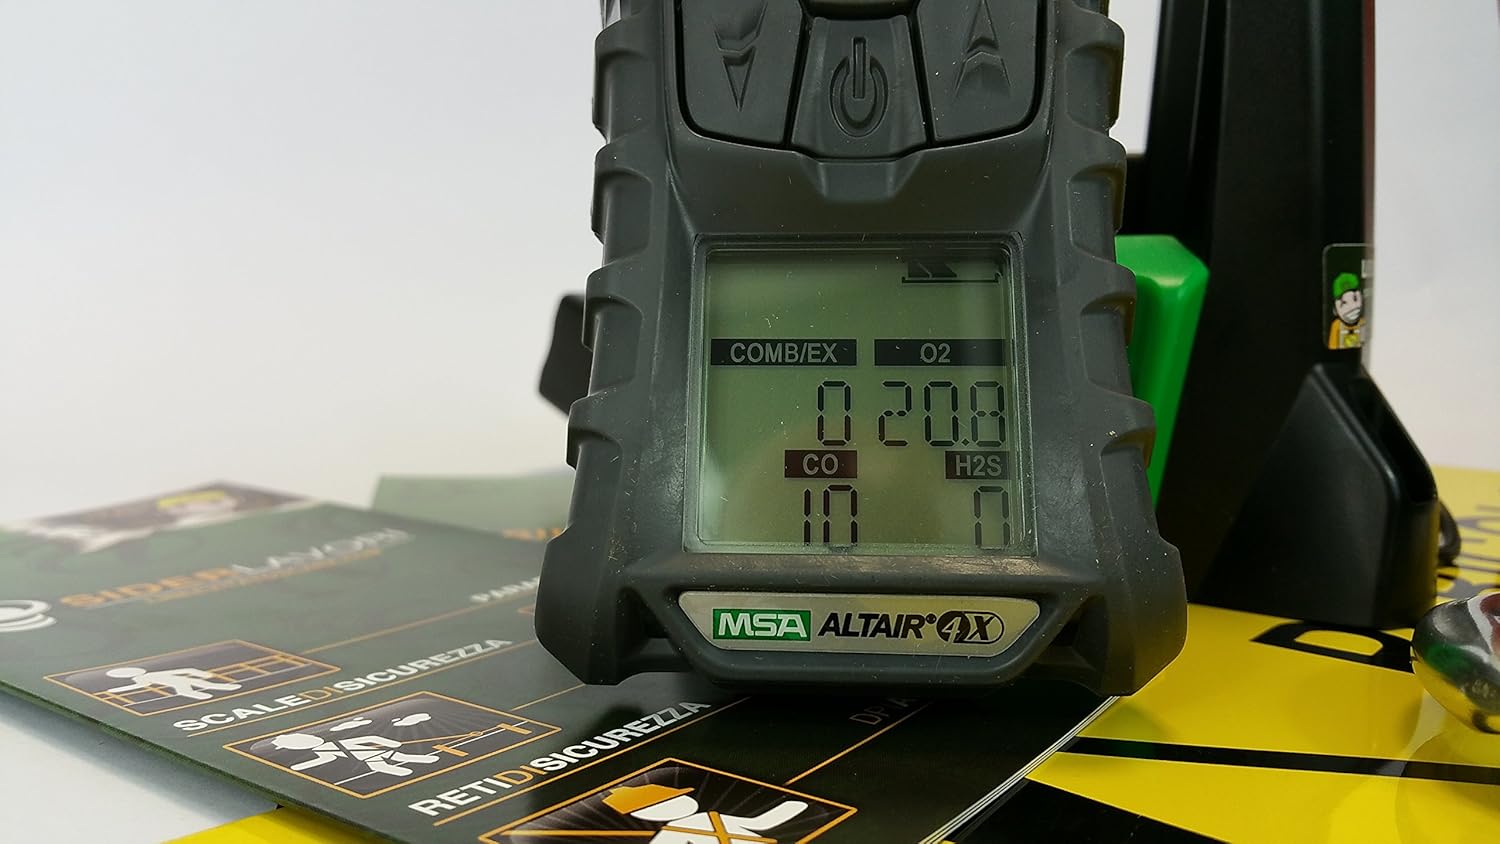 COMB/EX O2
0 20.8
CO H2S
10 0
MSA ALTAIR® 4X
SIDERLAVORI
SCALEDISICUREZZA
RETIDISICUREZZA